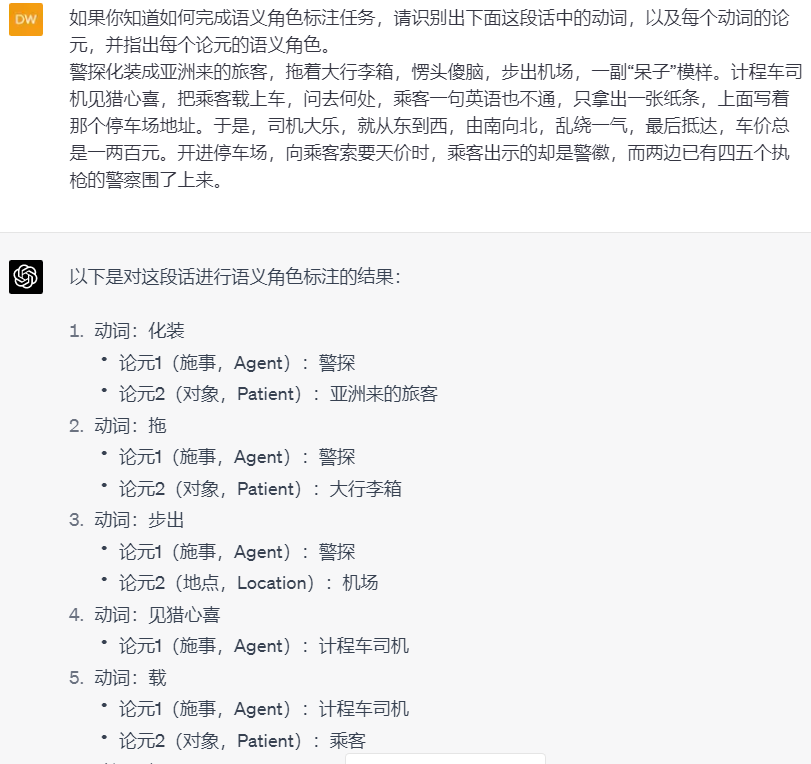 DW
如果你知道如何完成语义角色标注任务，请识别出下面这段话中的动词，以及每个动词的论
元，并指出每个论元的语义角色。
警探化装成亚洲来的旅客，拖着大行李箱，愣头傻脑，步出机场，一副“呆子”模样。计程车司
机见猎心喜，把乘客载上车，问去何处，乘客一句英语也不通，只拿出一张纸条，上面写着
那个停车场地址。于是，司机大乐，就从东到西，由南向北，乱绕一气，最后抵达，车价总
是一两百元。开进停车场，向乘客索要天价时，乘客出示的却是警徽，而两边已有四五个执
枪的警察围了上来。
以下是对这段话进行语义角色标注的结果：
1. 动词：化装
• 论元1（施事，Agent）：警探
• 论元2（对象，Patient）：亚洲来的旅客
2. 动词：拖
• 论元1（施事，Agent）：警探
• 论元2（对象，Patient）：大行李箱
3. 动词：步出
• 论元1（施事，Agent）：警探
• 论元2（地点，Location）：机场
4. 动词：见猎心喜
• 论元1（施事，Agent）：计程车司机
5. 动词：载
• 论元1（施事，Agent）：计程车司机
• 论元2（对象，Patient）：乘客